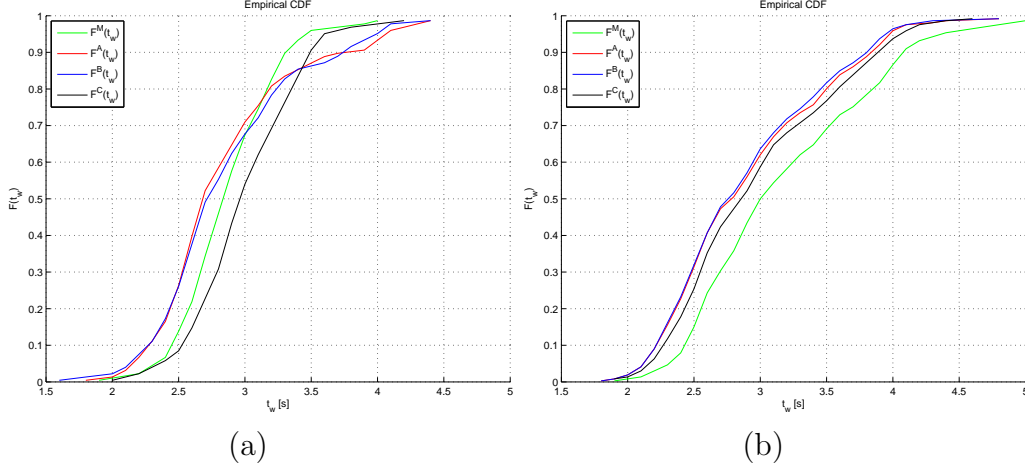 Empirical CDF
F^M(t_w)
F^A(t_w)
F^B(t_w)
F^C(t_w)
1
0.9
0.8
0.7
0.6
0.5
0.4
0.3
0.2
0.1
0
F(t_w)
1.5 2 2.5 3 3.5 4 4.5 5
t_w [s]
(a)
Empirical CDF
F^M(t_w)
F^A(t_w)
F^B(t_w)
F^C(t_w)
1
0.9
0.8
0.7
0.6
0.5
0.4
0.3
0.2
0.1
0
F(t_w)
1.5 2 2.5 3 3.5 4 4.5 5
t_w [s]
(b)